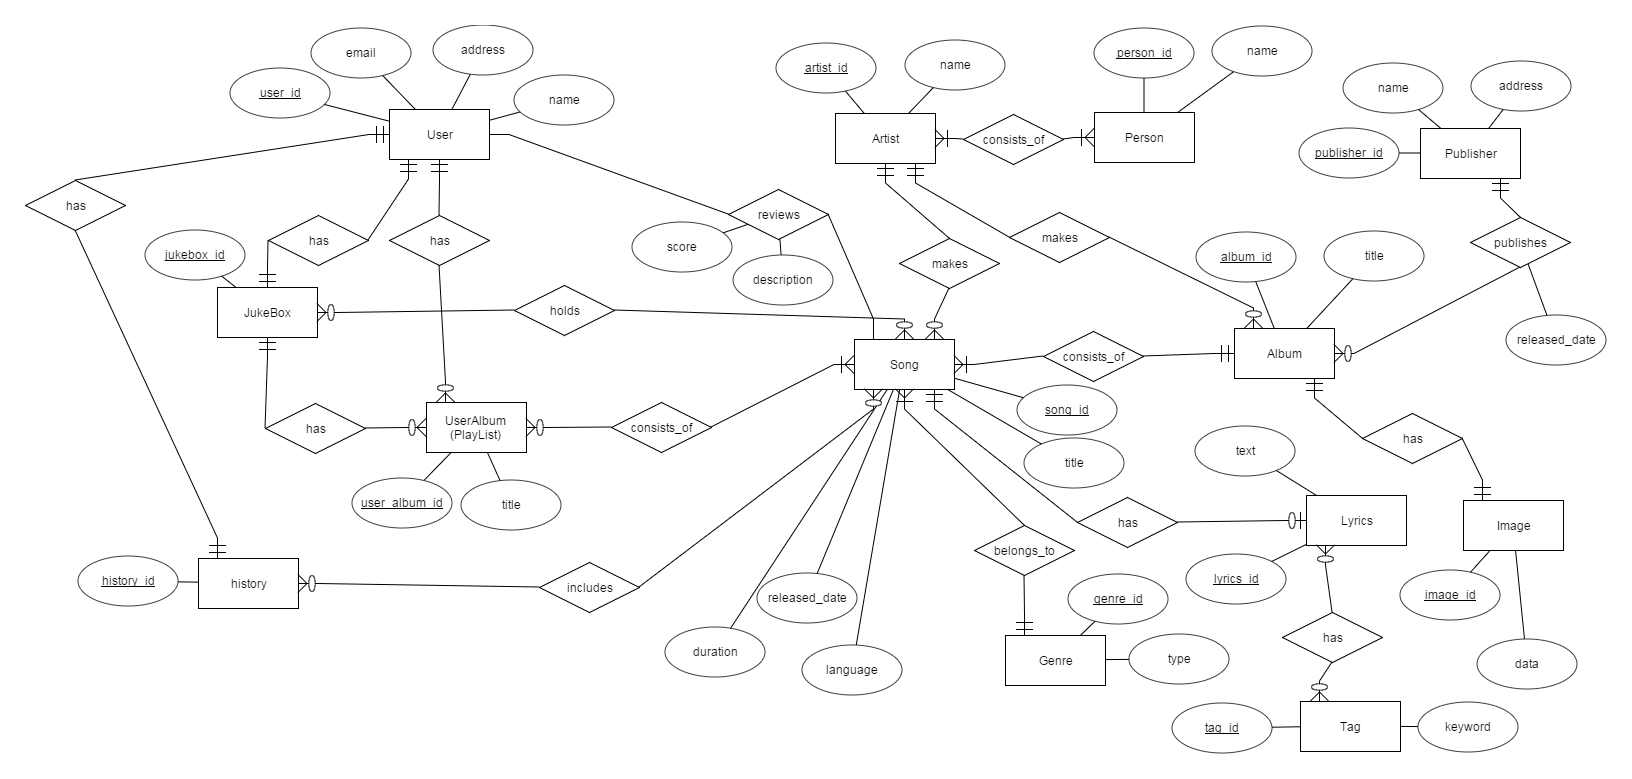 email
address
user_id
name
User
artist_id
name
person_id
name
Artist
consists_of
Person
name
address
publisher_id
Publisher
has
has
has
reviews
score
description
jukebox_id
JukeBox
holds
makes
makes
album_id
title
publishes
released_date
Song
consists_of
Album
song_id
title
has
UserAlbum
(PlayList)
consists_of
user_album_id
title
text
has
has
Lyrics
Image
lyrics_id
image_id
data
history_id
history
includes
released_date
duration
language
belongs_to
genre_id
Genre
type
has
tag_id
Tag
keyword